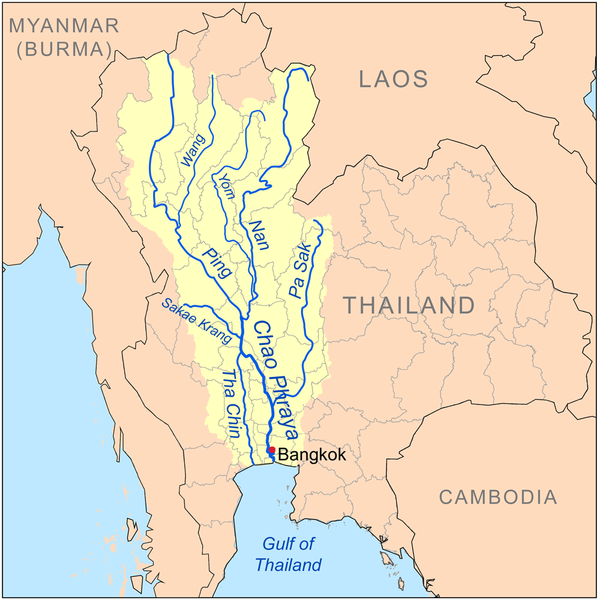 MYANMAR
(BURMA)
LAOS
Wang
Yom
Nan
Ping
Pa Sak
Sakae Krang
THAILAND
Chao Phraya
Tha Chin
Bangkok
CAMBODIA
Gulf of
Thailand